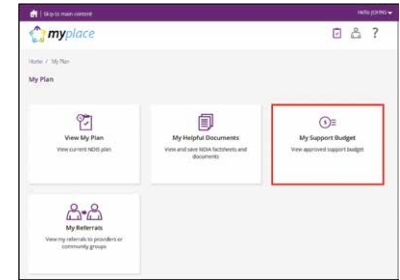 Skip to main content
Hello JOHN
myplace
?
Home / My Plan
My Plan
View My Plan
View current NDIS plan
My Helpful Documents
View and save NDIA factsheets and
documents
My Support Budget
View approved support budget
My Referrals
View my referrals to providers or
community groups